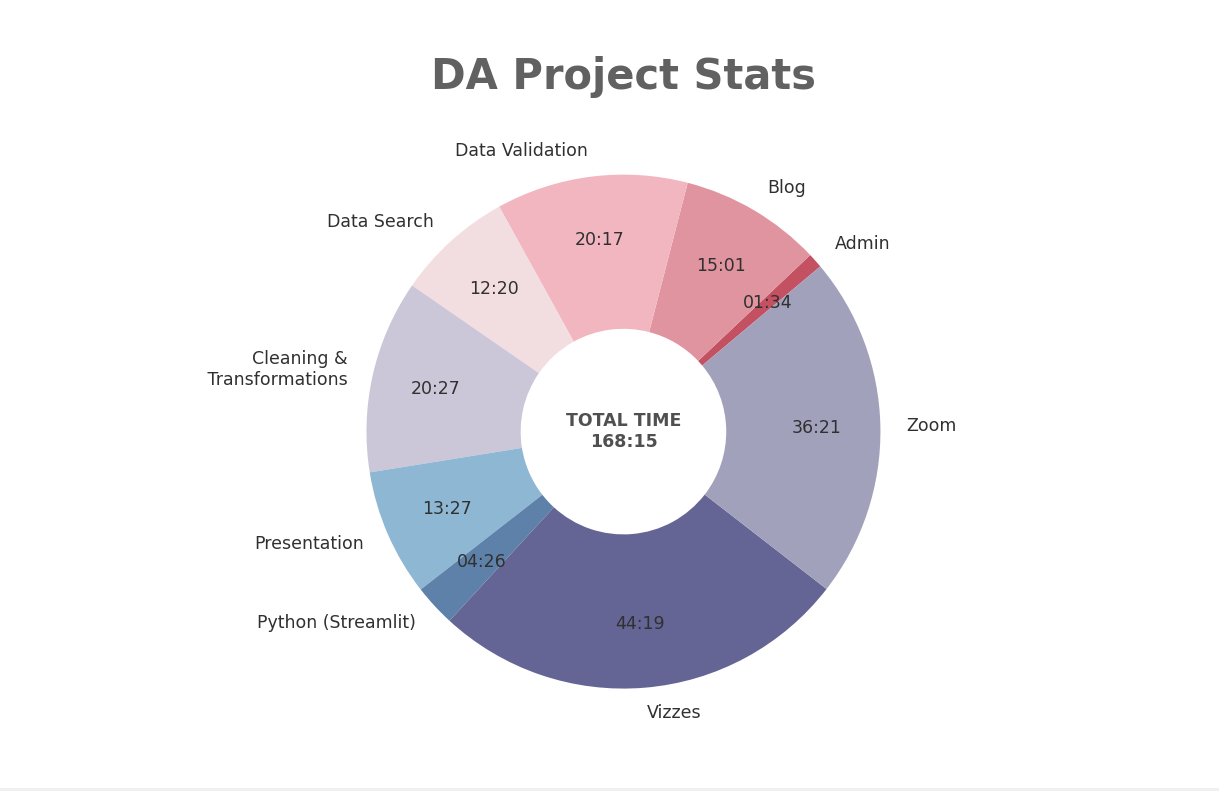 DA Project Stats
Data Validation
Blog
Data Search
Admin
20:17
15:01
12:20
01:34
Cleaning &
Transformations
20:27
TOTAL TIME
168:15
36:21
Zoom
13:27
Presentation
04:26
Python (Streamlit)
44:19
Vizzes